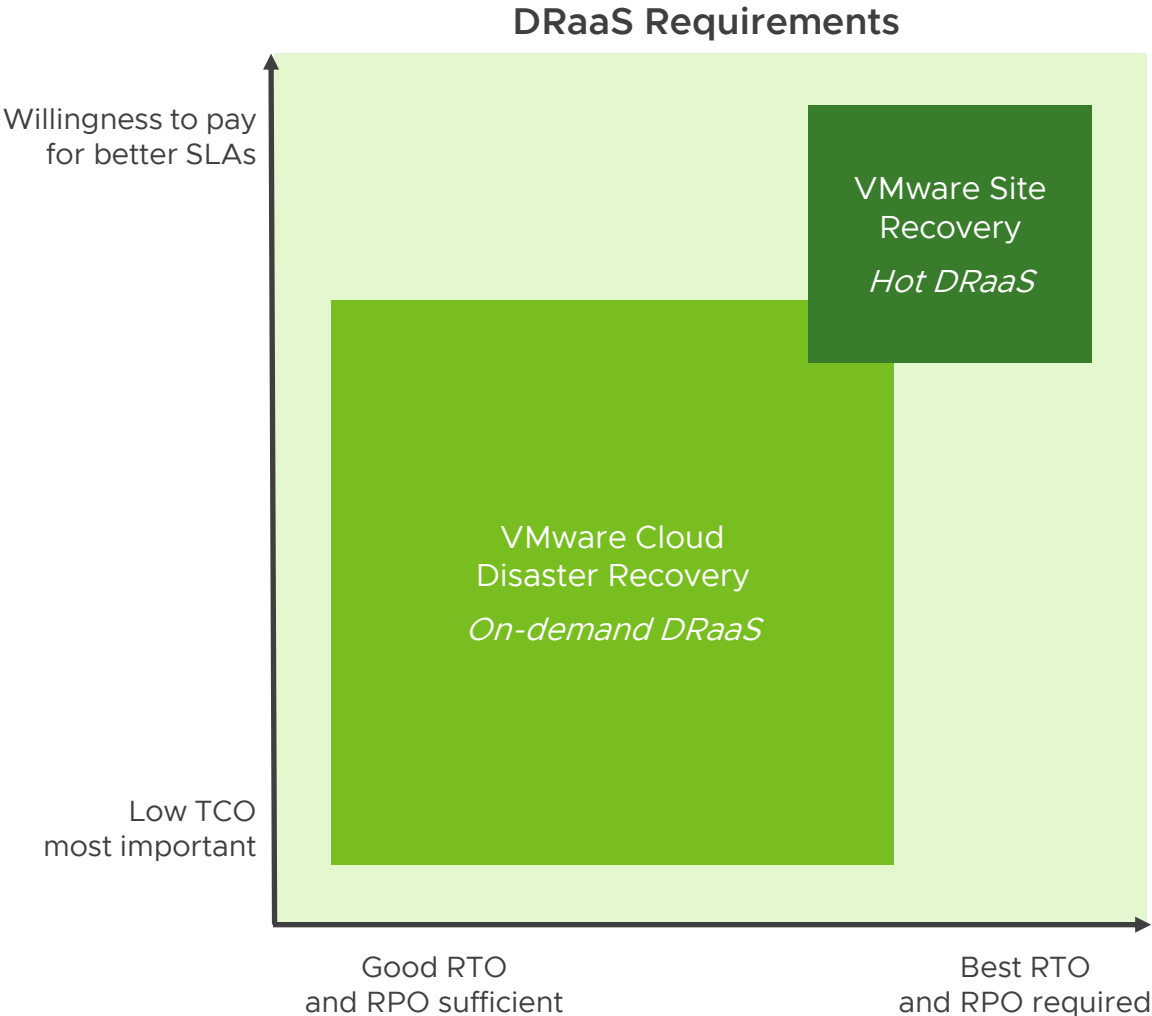 DRaaS Requirements
Willingness to pay
for better SLAs
VMware Site
Recovery
Hot DRaaS
VMware Cloud
Disaster Recovery
On-demand DRaaS
Low TCO
most important
Good RTO
and RPO sufficient
Best RTO
and RPO required